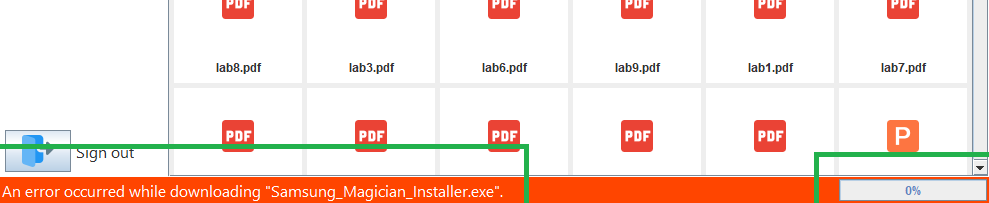 PDF PDF PDF PDF PDF P
lab8.pdf lab3.pdf lab6.pdf lab9.pdf lab1.pdf lab7.pdf
PDF PDF PDF PDF PDF P
Sign out
An error occurred while downloading "Samsung_Magician_Installer.exe". 0%